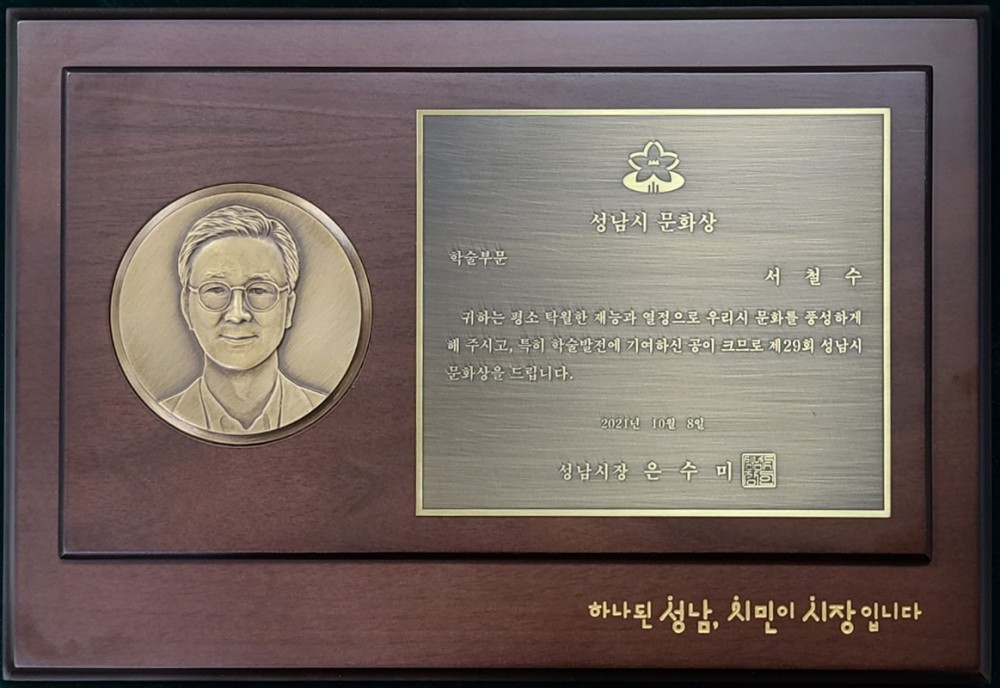 성남시 문화상
학술부문
서 철 수
귀하는 평소 탁월한 재능과 열정으로 우리시 문화를 풍성하게
해 주시고, 특히 학술발전에 기여하신 공이 크므로 제29회 성남시
문화상을 드립니다.
2021년 10월 8일
성남시장 은 수 미
하나된 성남, 시민이 시장입니다